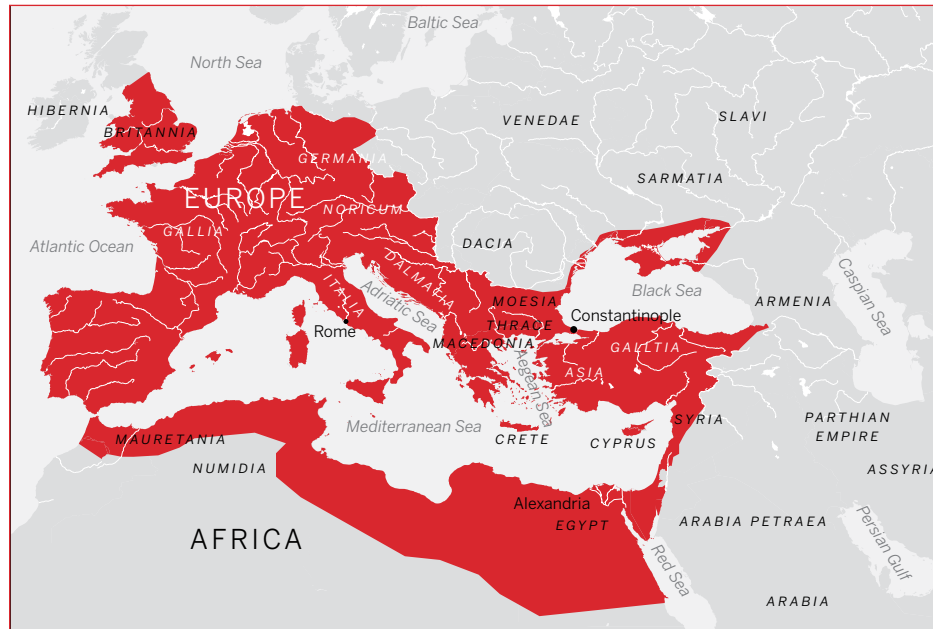 Baltic Sea
North Sea
HIBERNIA
BRITANNIA
VENEDAE
SLAVI
GERMANIA
SARMATIA
EUROPE
NORICUM
GALLIA
Atlantic Ocean
DACIA
DALMATIA
ITALIA
Adriatic Sea
Caspian Sea
MOESIA
Black Sea
ARMENIA
Constantinople
Rome
THRACE
MACEDONIA
GALLTIA
Aegean Sea
ASIA
Mediterranean Sea
CRETE
CYPRUS
SYRIA
PARTHIAN
EMPIRE
MAURETANIA
NUMIDIA
ASSYRIA
Alexandria
EGYPT
ARABIA PETRAEA
AFRICA
Red Sea
Persian Gulf
ARABIA